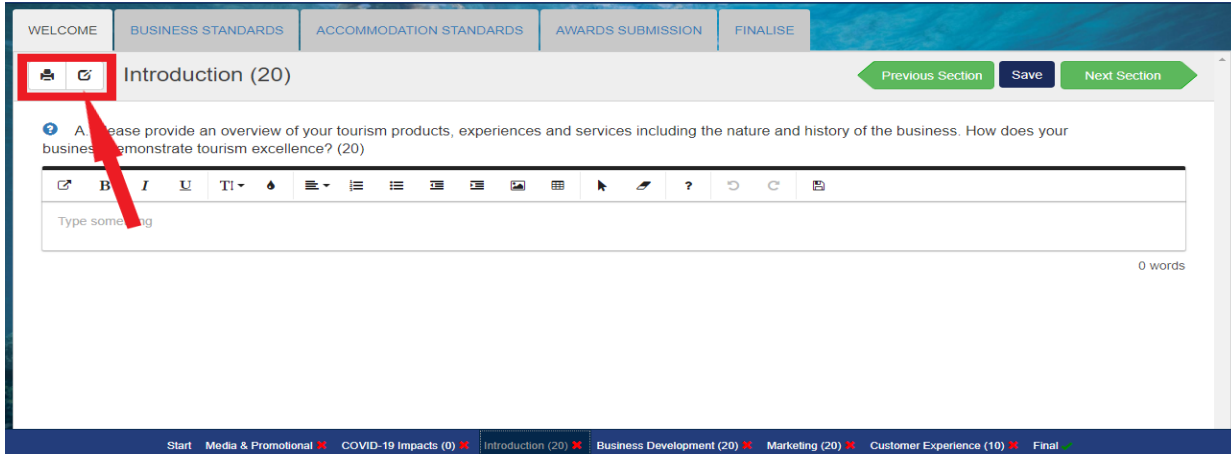 WELCOME BUSINESS STANDARDS ACCOMMODATION STANDARDS AWARDS SUBMISSION FINALISE
Introduction (20) Previous Section Save Next Section
A. ease provide an overview of your tourism products, experiences and services including the nature and history of the business. How does your
busines emonstrate tourism excellence? (20)
B I U TI ?
Type some ng
0 words
Start Media & Promotional COVID-19 Impacts (0) Introduction (20) Business Development (20) Marketing (20) Customer Experience (10) Final